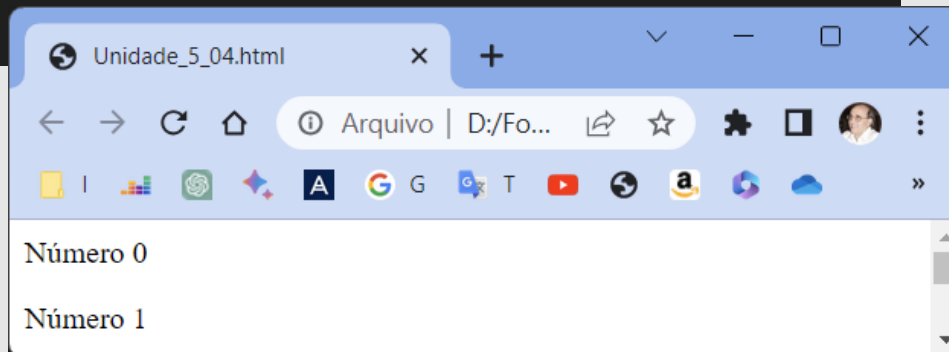 Unidade_5_04.html
Arquivo | D:/Fo...
I A G G T a »
Número 0
Número 1